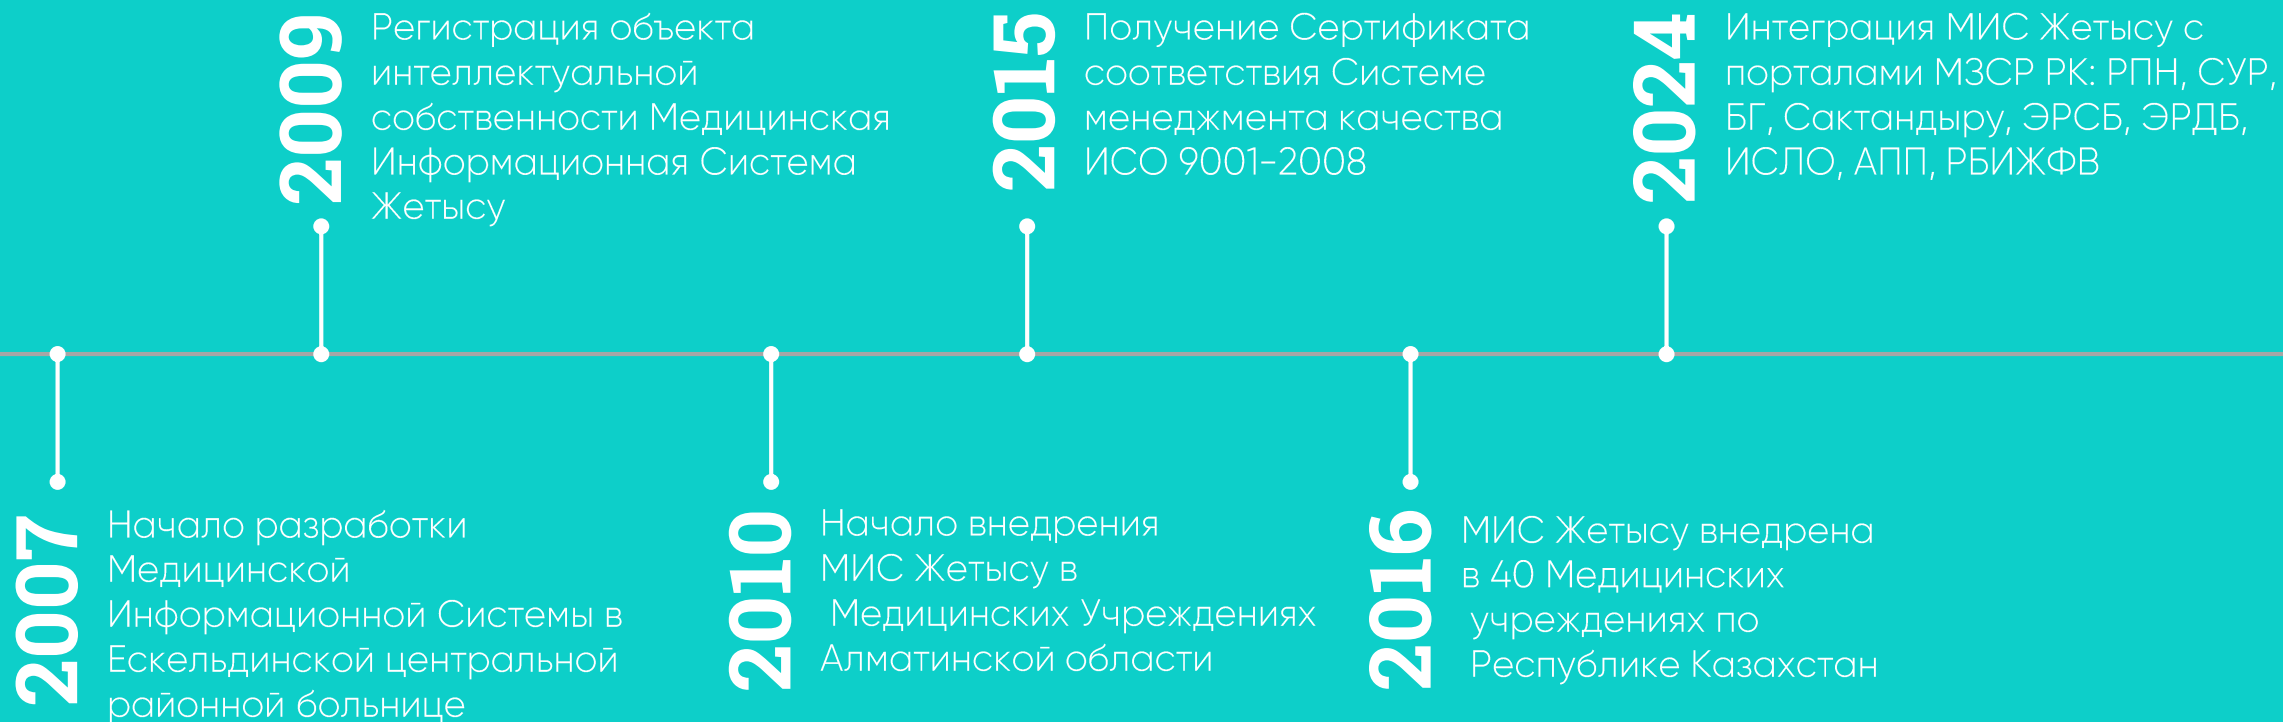 2009
Регистрация объекта
интеллектуальной
собственности Медицинская
Информационная Система
Жетысу
2015
Получение Сертификата
соответствия Системе
менеджмента качества
ИСО 9001-2008
2024
Интеграция МИС Жетысу с
порталами МЗСР РК: РПН, СУР,
БГ, Сактандыру, ЭРСБ, ЭРДБ,
ИСЛО, АПП, РБИЖФВ
2007
Начало разработки
Медицинской
Информационной Системы в
Ескельдинской центральной
районной больнице
2010
Начало внедрения
МИС Жетысу в
Медицинских Учреждениях
Алматинской области
2016
МИС Жетысу внедрена
в 40 Медицинских
учреждениях по
Республике Казахстан